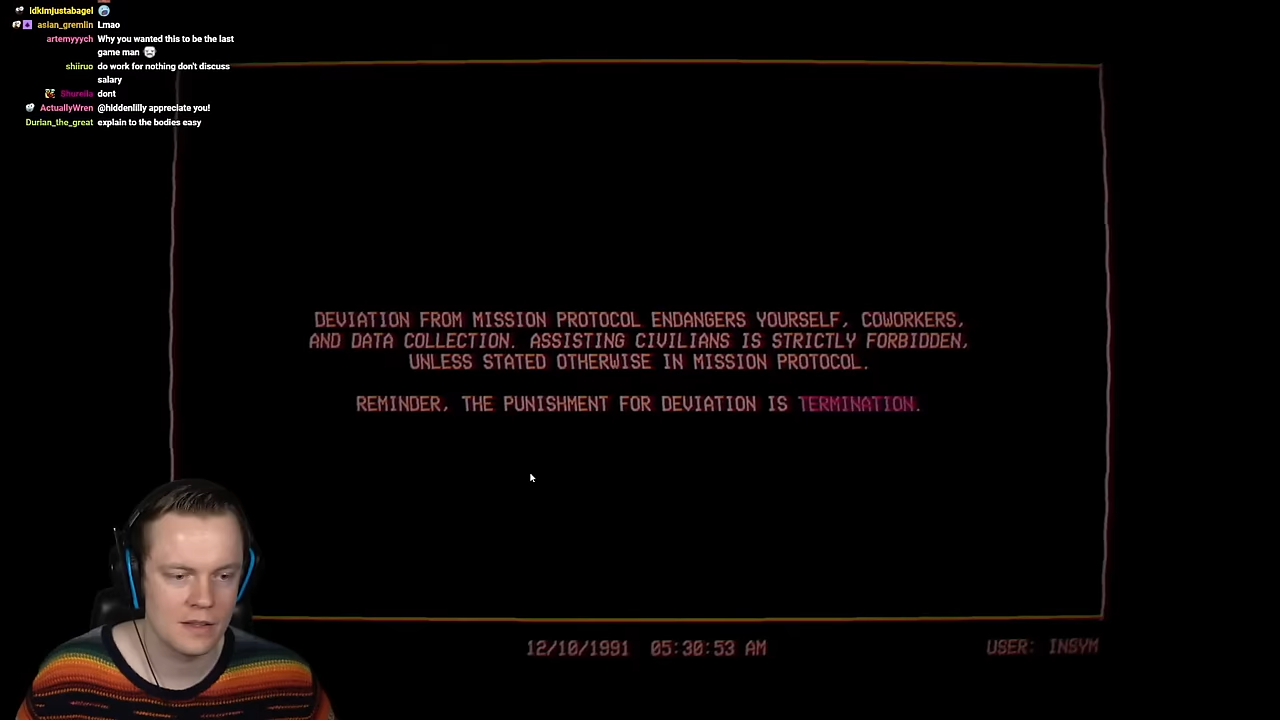 ldkimjustabagel
asian_gremlin Lmao
artemyyych Why you wanted this to be the last
game man
shiiruo do work for nothing don't discuss
salary
Shurella dont
ActuallyWren @hiddenlilly appreciate you!
Durian_the_great explain to the bodies easy
DEVIATION FROM MISSION PROTOCOL ENDANGERS YOURSELF, COWORKERS,
AND DATA COLLECTION. ASSISTING CIVILIANS IS STRICTLY FORBIDDEN,
UNLESS STATED OTHERWISE IN MISSION PROTOCOL.
REMINDER, THE PUNISHMENT FOR DEVIATION IS TERMINATION.
12/10/1991 05:30:53 AM
USER: INSYM